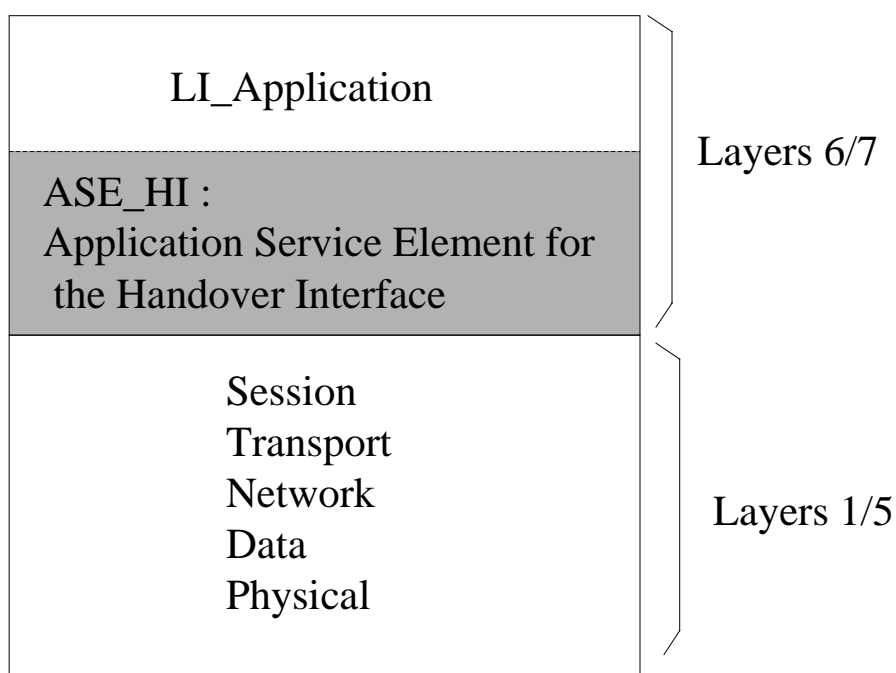 LI_Application
Layers 6/7
ASE_HI :
Application Service Element for
the Handover Interface
Session
Transport
Network
Data
Physical
Layers 1/5